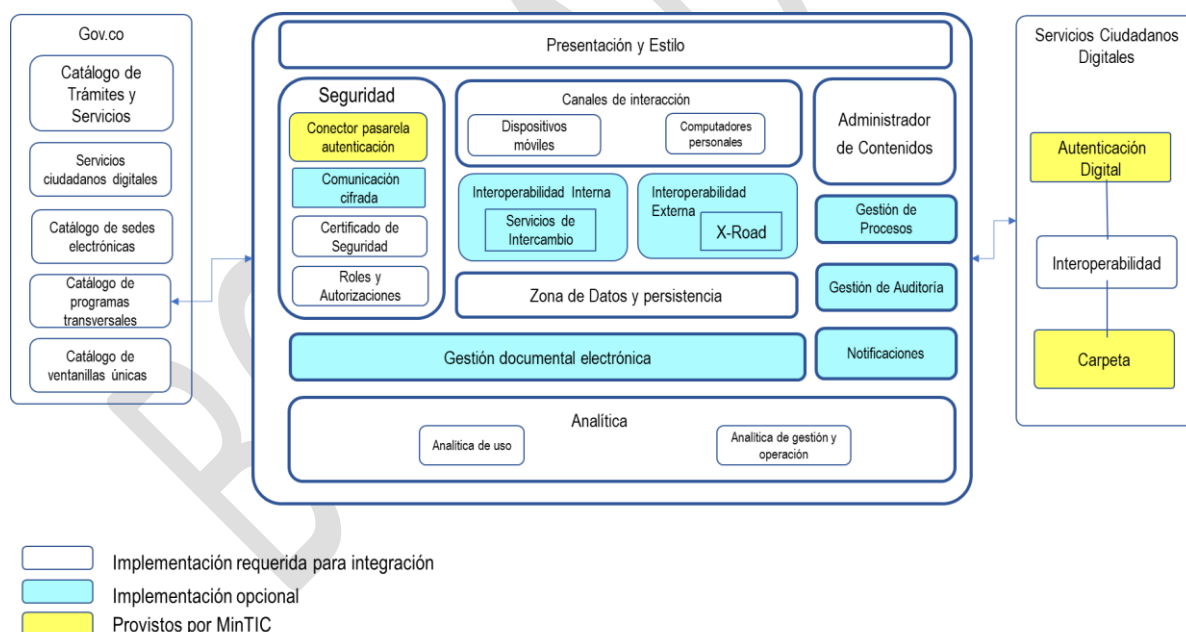 Gov.co
Catálogo de
Trámites y
Servicios
Servicios
ciudadanos digitales
Catálogo de sedes
electrónicas
Catálogo de
programas
transversales
Catálogo de
ventanillas únicas
Presentación y Estilo
Seguridad
Conector pasarela
autenticación
Comunicación
cifrada
Certificado de
Seguridad
Roles y
Autorizaciones
Canales de interacción
Dispositivos
móviles
Computadores
personales
Interoperabilidad Interna
Servicios de
Intercambio
Interoperabilidad
Externa
X-Road
Zona de Datos y persistencia
Gestión documental electrónica
Administrador
de Contenidos
Gestión de
Procesos
Gestión de Auditoría
Notificaciones
Analítica
Analítica de uso
Analítica de gestión y
operación
Servicios Ciudadanos
Digitales
Autenticación
Digital
Interoperabilidad
Carpeta
Implementación requerida para integración
Implementación opcional
Provistos por MinTIC